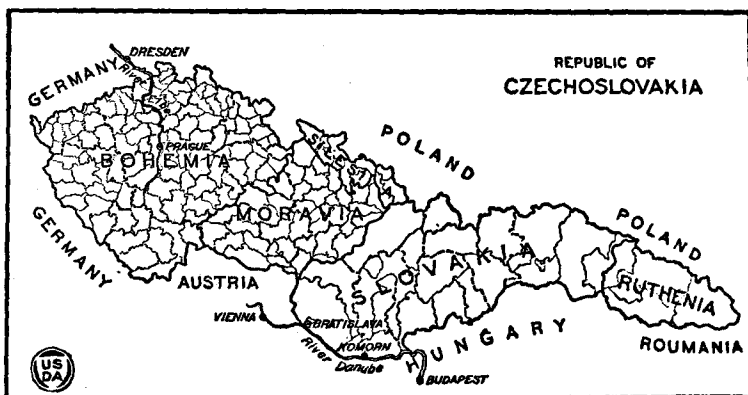 REPUBLIC OF
CZECHOSLOVAKIA
DRESDEN
GERMANY
River Elbe
PRAGUE
BOHEMIA
SILESIA
POLAND
MORAVIA
GERMANY
AUSTRIA
SLOVAKIA
POLAND
RUTHENIA
VIENNA
BRATISLAVA
KOMORN
River Danube
HUNGARY
ROUMANIA
BUDAPEST
US
DA